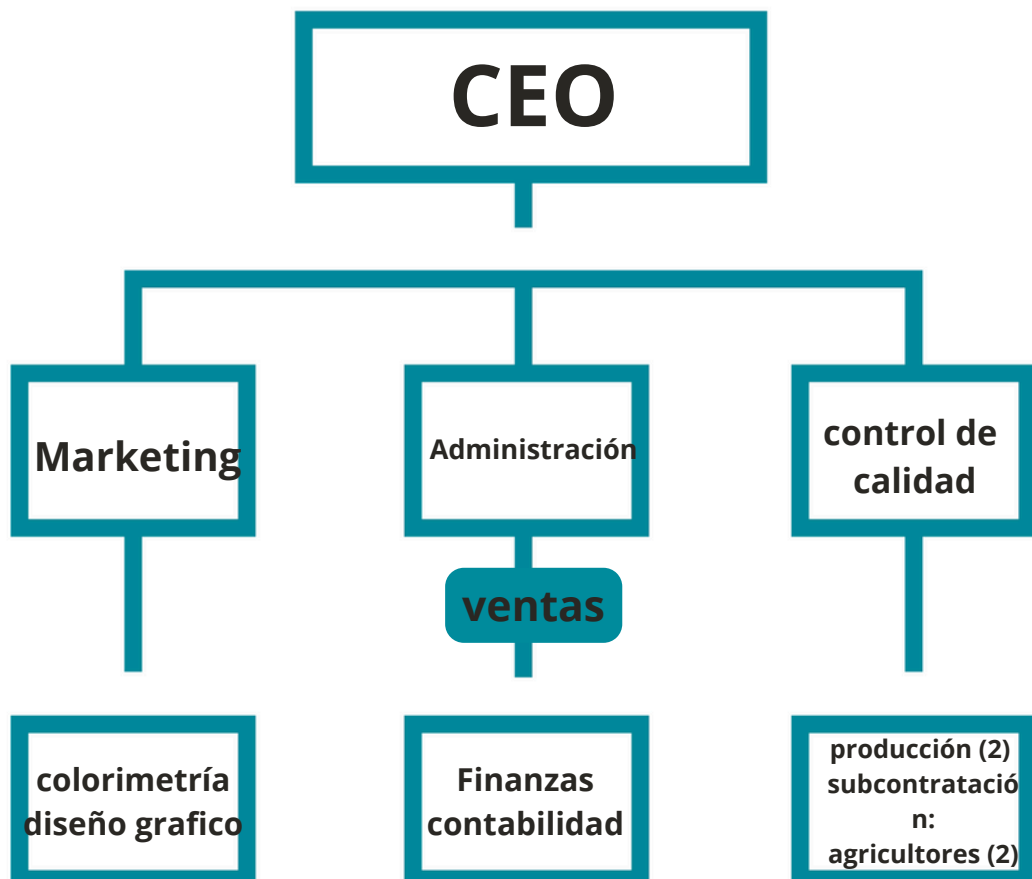 CEO
Marketing
Administración
control de
calidad
ventas
colorimetría
diseño grafico
Finanzas
contabilidad
producción (2)
subcontratació
n:
agricultores (2)